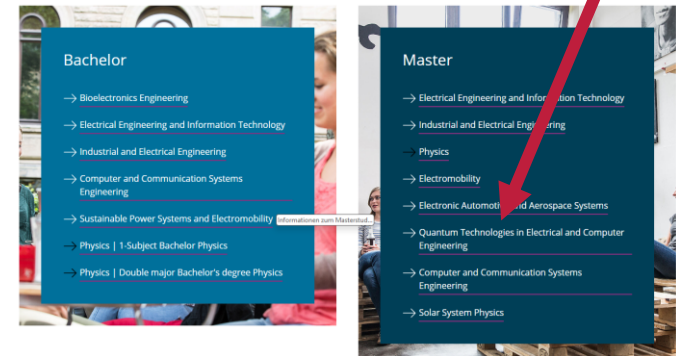 Bachelor
→ Bioelectronics Engineering
→ Electrical Engineering and Information Technology
→ Industrial and Electrical Engineering
→ Computer and Communication Systems
Engineering
→ Sustainable Power Systems and Electromobility
Informationen zum Masterstud...
→ Physics | 1-Subject Bachelor Physics
→ Physics | Double major Bachelor's degree Physics
Master
→ Electrical Engineering and Information Technology
→ Industrial and Electrical Engineering
→ Physics
→ Electromobility
→ Electronic Automotive and Aerospace Systems
→ Quantum Technologies in Electrical and Computer
Engineering
→ Computer and Communication Systems
Engineering
→ Solar System Physics